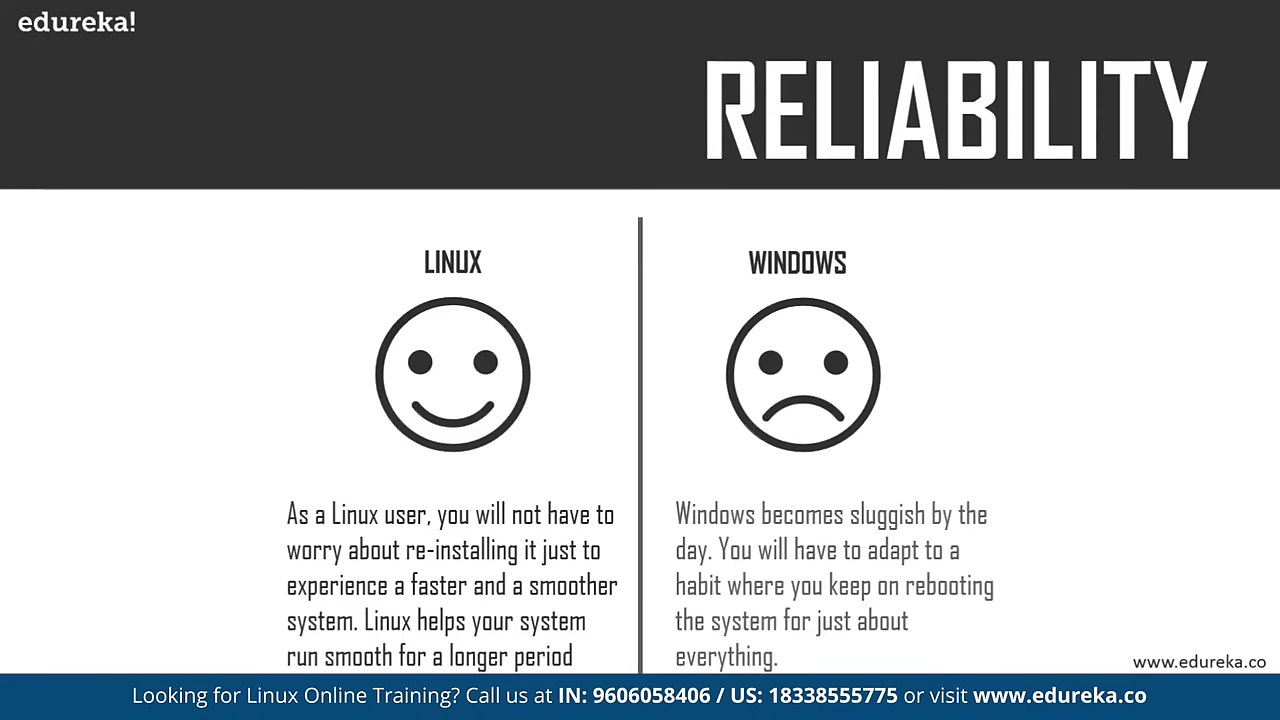 edureka!
RELIABILITY
LINUX
As a Linux user, you will not have to
worry about re-installing it just to
experience a faster and a smoother
system. Linux helps your system
run smooth for a longer period
WINDOWS
Windows becomes sluggish by the
day. You will have to adapt to a
habit where you keep on rebooting
the system for just about
everything.
www.edureka.co
Looking for Linux Online Training? Call us at IN: 9606058406 / US: 18338555775 or visit www.edureka.co